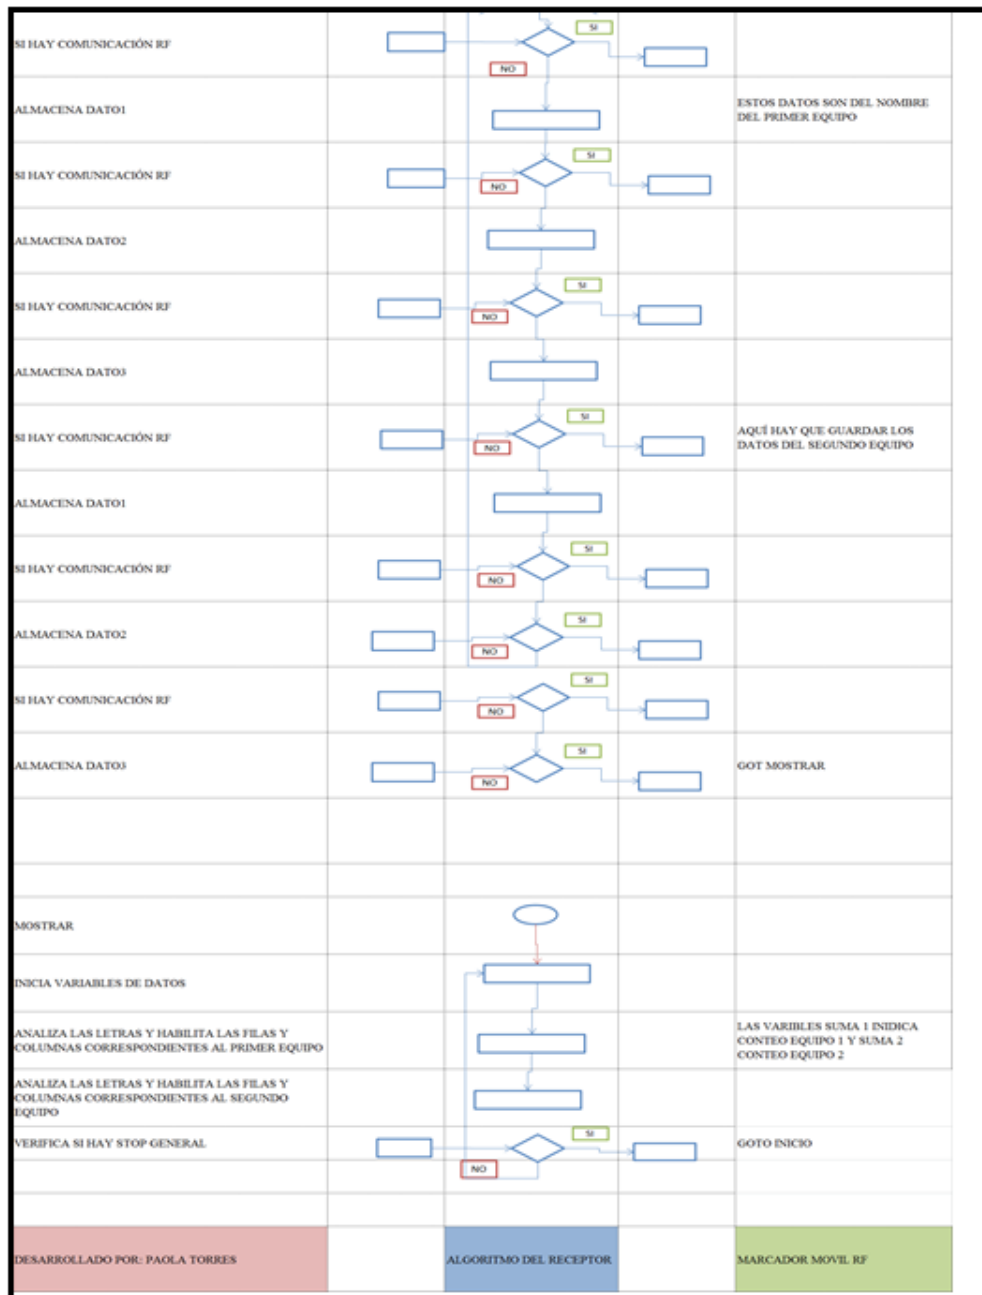 SI
SI HAY COMUNICACIÓN RF
NO
ALMACENA DATO1
ESTOS DATOS SON DEL NOMBRE
DEL PRIMER EQUIPO
SI
SI HAY COMUNICACIÓN RF
NO
ALMACENA DATO2
SI
SI HAY COMUNICACIÓN RF
NO
ALMACENA DATO3
SI
SI HAY COMUNICACIÓN RF
NO
AQUÍ HAY QUE GUARDAR LOS
DATOS DEL SEGUNDO EQUIPO
ALMACENA DATO1
SI
SI HAY COMUNICACIÓN RF
NO
SI
ALMACENA DATO2
NO
SI
SI HAY COMUNICACIÓN RF
NO
SI
ALMACENA DATO3
NO
GOT MOSTRAR
MOSTRAR
INICIA VARIABLES DE DATOS
ANALIZA LAS LETRAS Y HABILITA LAS FILAS Y
COLUMNAS CORRESPONDIENTES AL PRIMER EQUIPO
LAS VARIBLES SUMA 1 INIDICA
CONTEO EQUIPO 1 Y SUMA 2
CONTEO EQUIPO 2
ANALIZA LAS LETRAS Y HABILITA LAS FILAS Y
COLUMNAS CORRESPONDIENTES AL SEGUNDO
EQUIPO
SI
VERIFICA SI HAY STOP GENERAL
GOTO INICIO
NO
DESARROLLADO POR: PAOLA TORRES
ALGORITMO DEL RECEPTOR
MARCADOR MOVIL RF